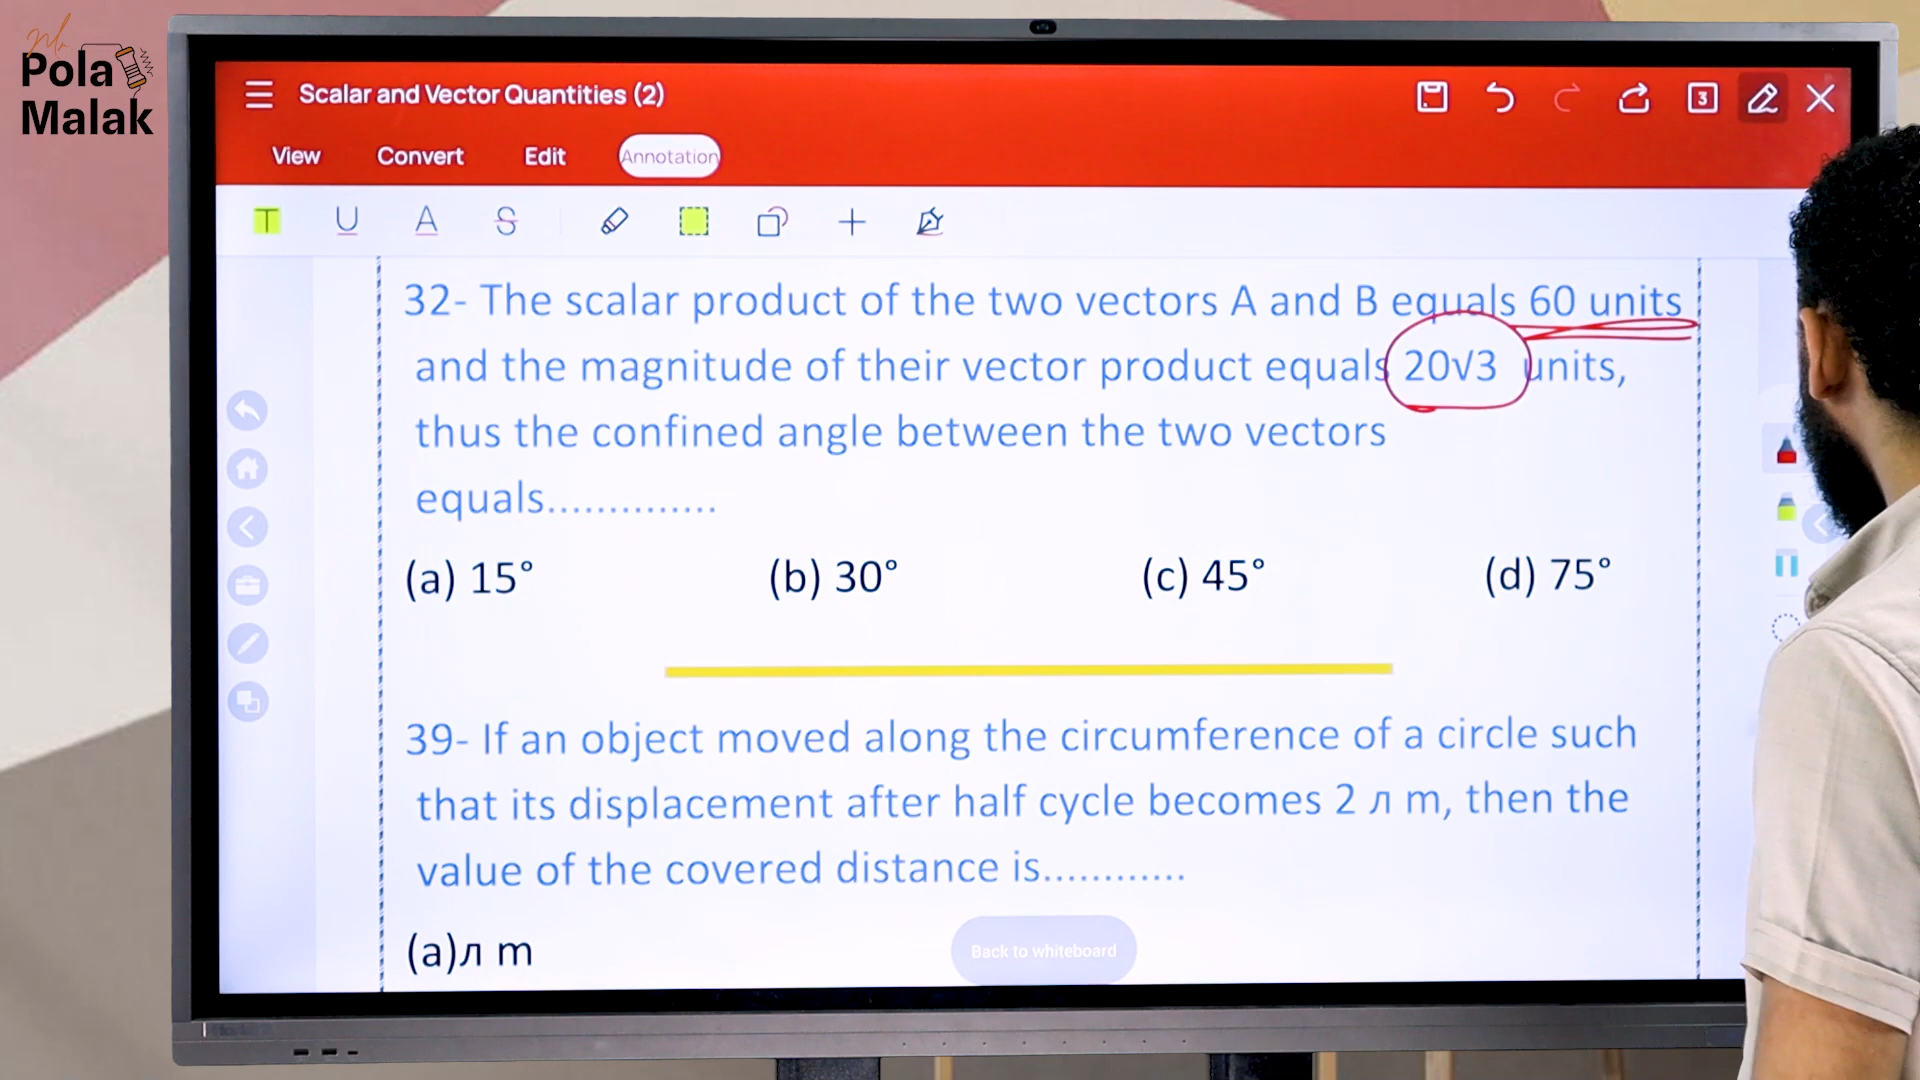 Mr.
Pola
Malak
Scalar and Vector Quantities (2)
3
View Convert Edit Annotation
T U A S
32- The scalar product of the two vectors A and B equals 60 units
and the magnitude of their vector product equals 20√3 units,
thus the confined angle between the two vectors
equals..............
(a) 15° (b) 30° (c) 45° (d) 75°
39- If an object moved along the circumference of a circle such
that its displacement after half cycle becomes 2 л m, then the
value of the covered distance is............
(a)л m
Back to whiteboard